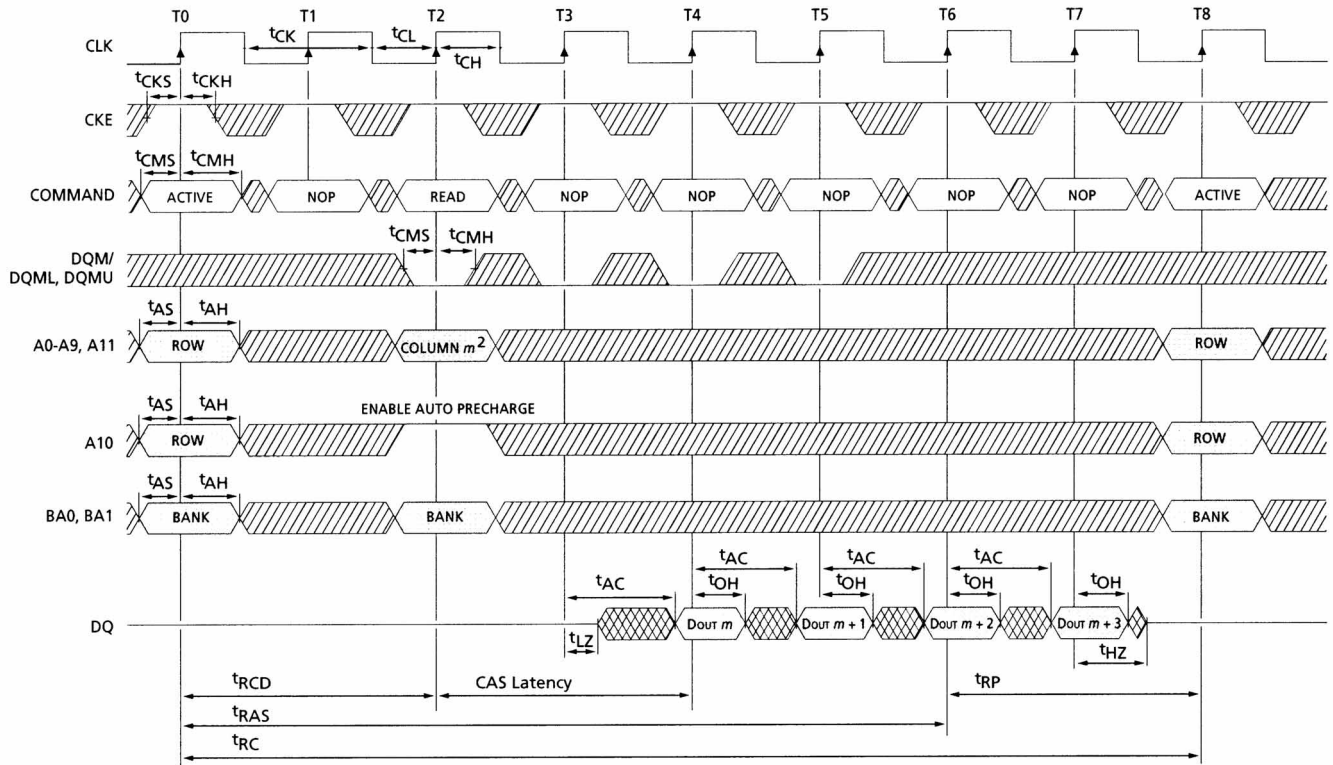 T0 T1 T2 T3 T4 T5 T6 T7 T8
CLK
tCK tCL
tCH
tCKS tCKH
CKE
tCMS tCMH
COMMAND ACTIVE NOP READ NOP NOP NOP NOP NOP ACTIVE
tCMS tCMH
DQM/
DQML, DQMU
tAS tAH
A0-A9, A11 ROW COLUMN m² ROW
tAS tAH ENABLE AUTO PRECHARGE
A10 ROW ROW
tAS tAH
BA0, BA1 BANK BANK BANK
tAC tAC tAC tAC
tOH tOH tOH tOH
DQ DOUT m DOUT m + 1 DOUT m + 2 DOUT m + 3
tLZ tHZ
tRCD CAS Latency tRP
tRAS
tRC